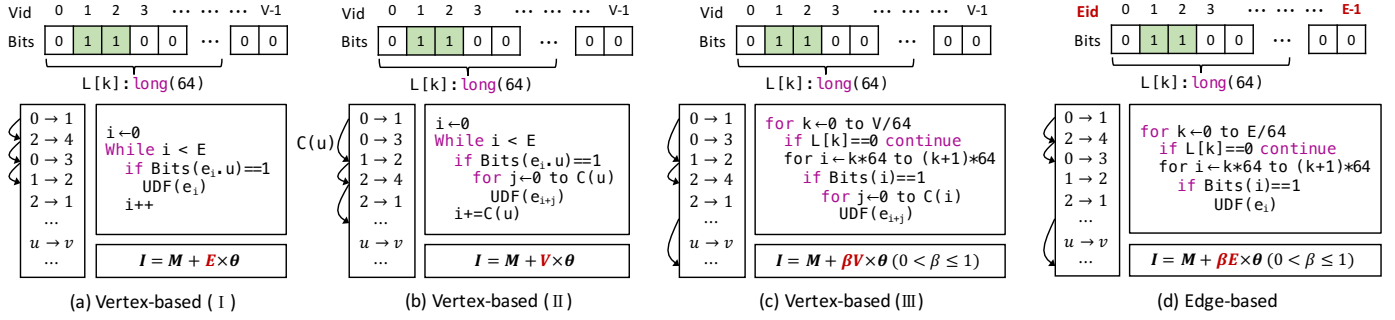 Vid 0 1 2 3 ⋯ ⋯ ⋯ V-1
Bits 0 1 1 0 0 ⋯ 0 0
L[k]:long(64)
0 → 1
2 → 4
0 → 3
1 → 2
2 → 1
...
u → v
...
i←0
While i < E
if Bits(eᵢ.u)==1
UDF(eᵢ)
i++
I = M + E×θ
(a) Vertex-based (Ⅰ)
Vid 0 1 2 3 ⋯ ⋯ ⋯ V-1
Bits 0 1 1 0 0 ⋯ 0 0
L[k]:long(64)
C(u)
0 → 1
0 → 3
1 → 2
2 → 4
2 → 1
...
u → v
...
i←0
While i < E
if Bits(eᵢ.u)==1
for j←0 to C(u)
UDF(eᵢ₊ⱼ)
i+=C(u)
I = M + V×θ
(b) Vertex-based (Ⅱ)
Vid 0 1 2 3 ⋯ ⋯ ⋯ V-1
Bits 0 1 1 0 0 ⋯ 0 0
L[k]:long(64)
0 → 1
0 → 3
1 → 2
2 → 4
2 → 1
...
u → v
...
for k←0 to V/64
if L[k]==0 continue
for i←k*64 to (k+1)*64
if Bits(i)==1
for j←0 to C(i)
UDF(eᵢ₊ⱼ)
I = M + βV×θ (0 < β ≤ 1)
(c) Vertex-based (Ⅲ)
Eid 0 1 2 3 ⋯ ⋯ ⋯ E-1
Bits 0 1 1 0 0 ⋯ 0 0
L[k]:long(64)
0 → 1
2 → 4
0 → 3
1 → 2
2 → 1
...
u → v
...
for k←0 to E/64
if L[k]==0 continue
for i←k*64 to (k+1)*64
if Bits(i)==1
UDF(eᵢ)
I = M + βE×θ (0 < β ≤ 1)
(d) Edge-based